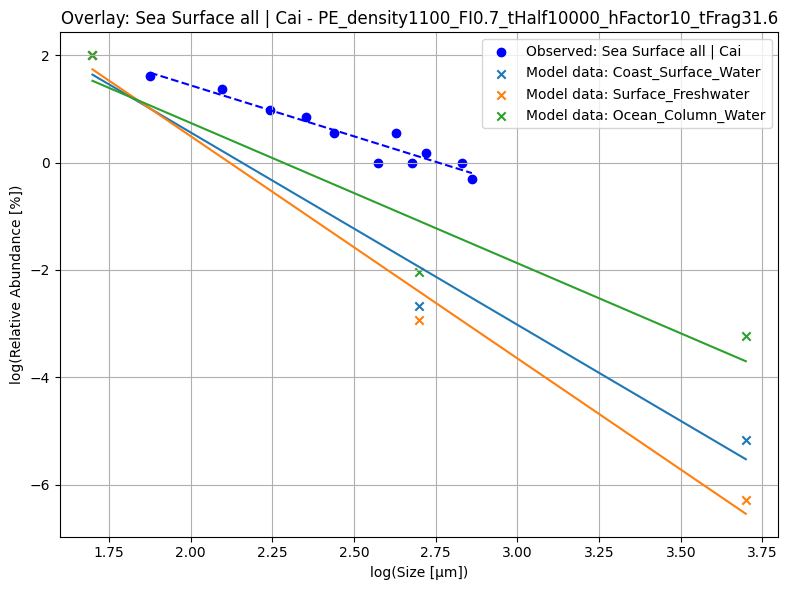 Overlay: Sea Surface all | Cai - PE_density1100_FI0.7_tHalf10000_hFactor10_tFrag31.6
Observed: Sea Surface all | Cai
Model data: Coast_Surface_Water
Model data: Surface_Freshwater
Model data: Ocean_Column_Water
log(Relative Abundance [%])
2
0
−2
−4
−6
1.75 2.00 2.25 2.50 2.75 3.00 3.25 3.50 3.75
log(Size [μm])